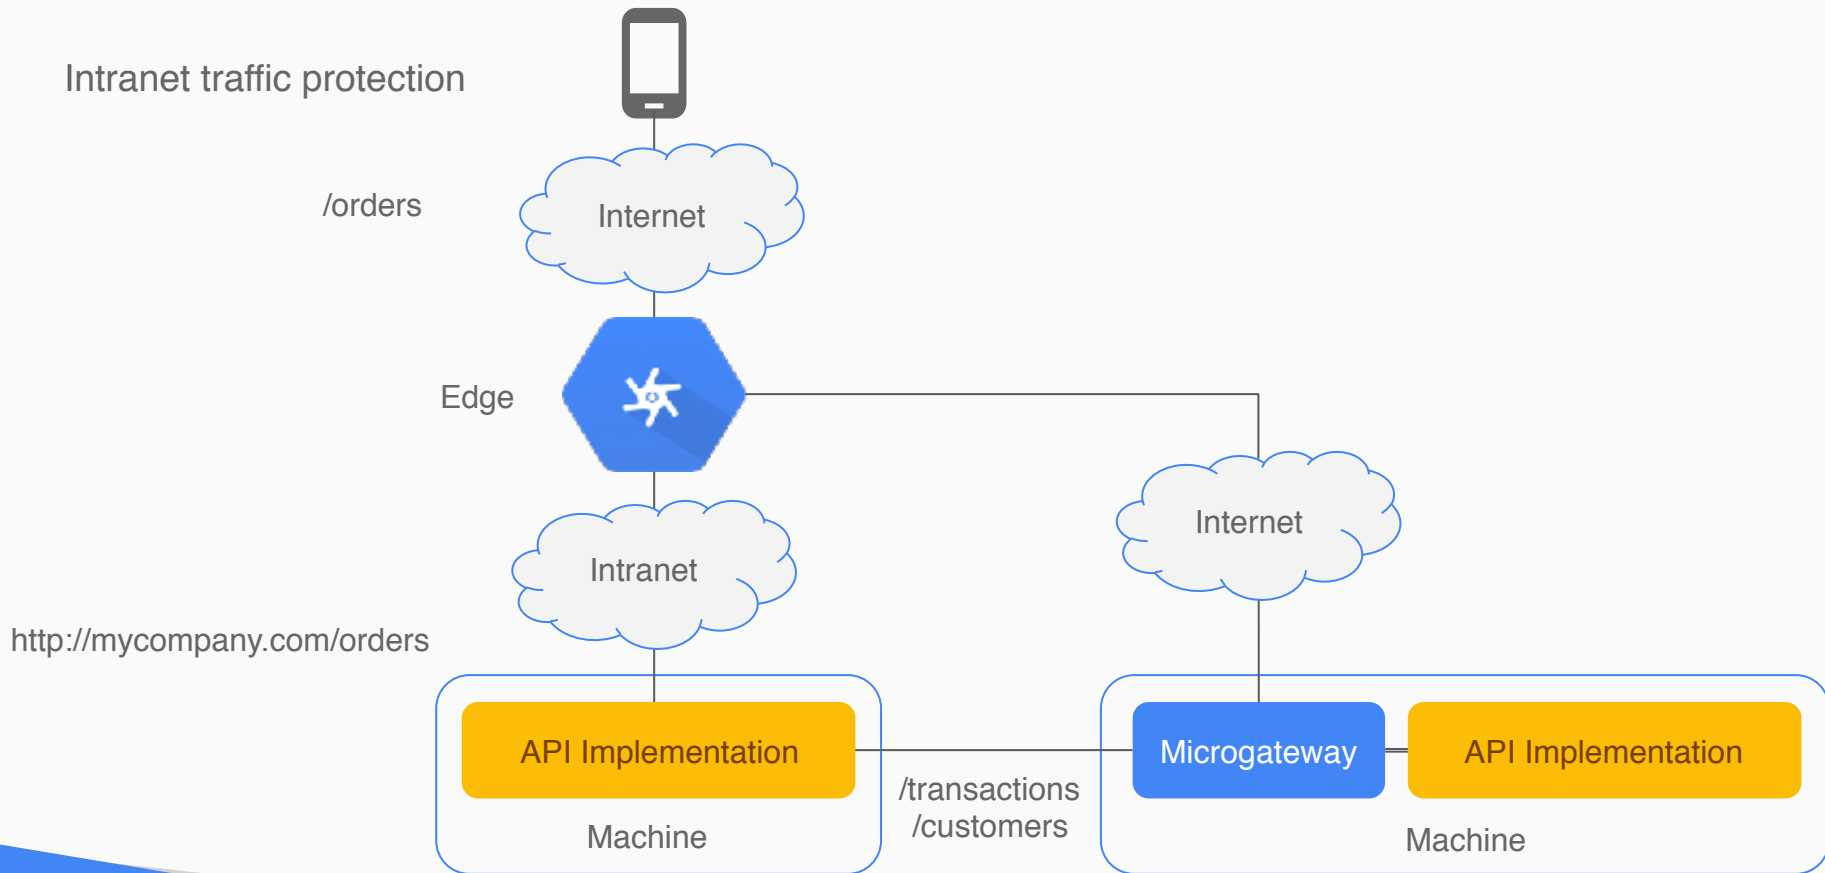 Intranet traffic protection
/orders
Internet
Edge
Internet
Intranet
http://mycompany.com/orders
API Implementation
Microgateway
API Implementation
/transactions
/customers
Machine
Machine